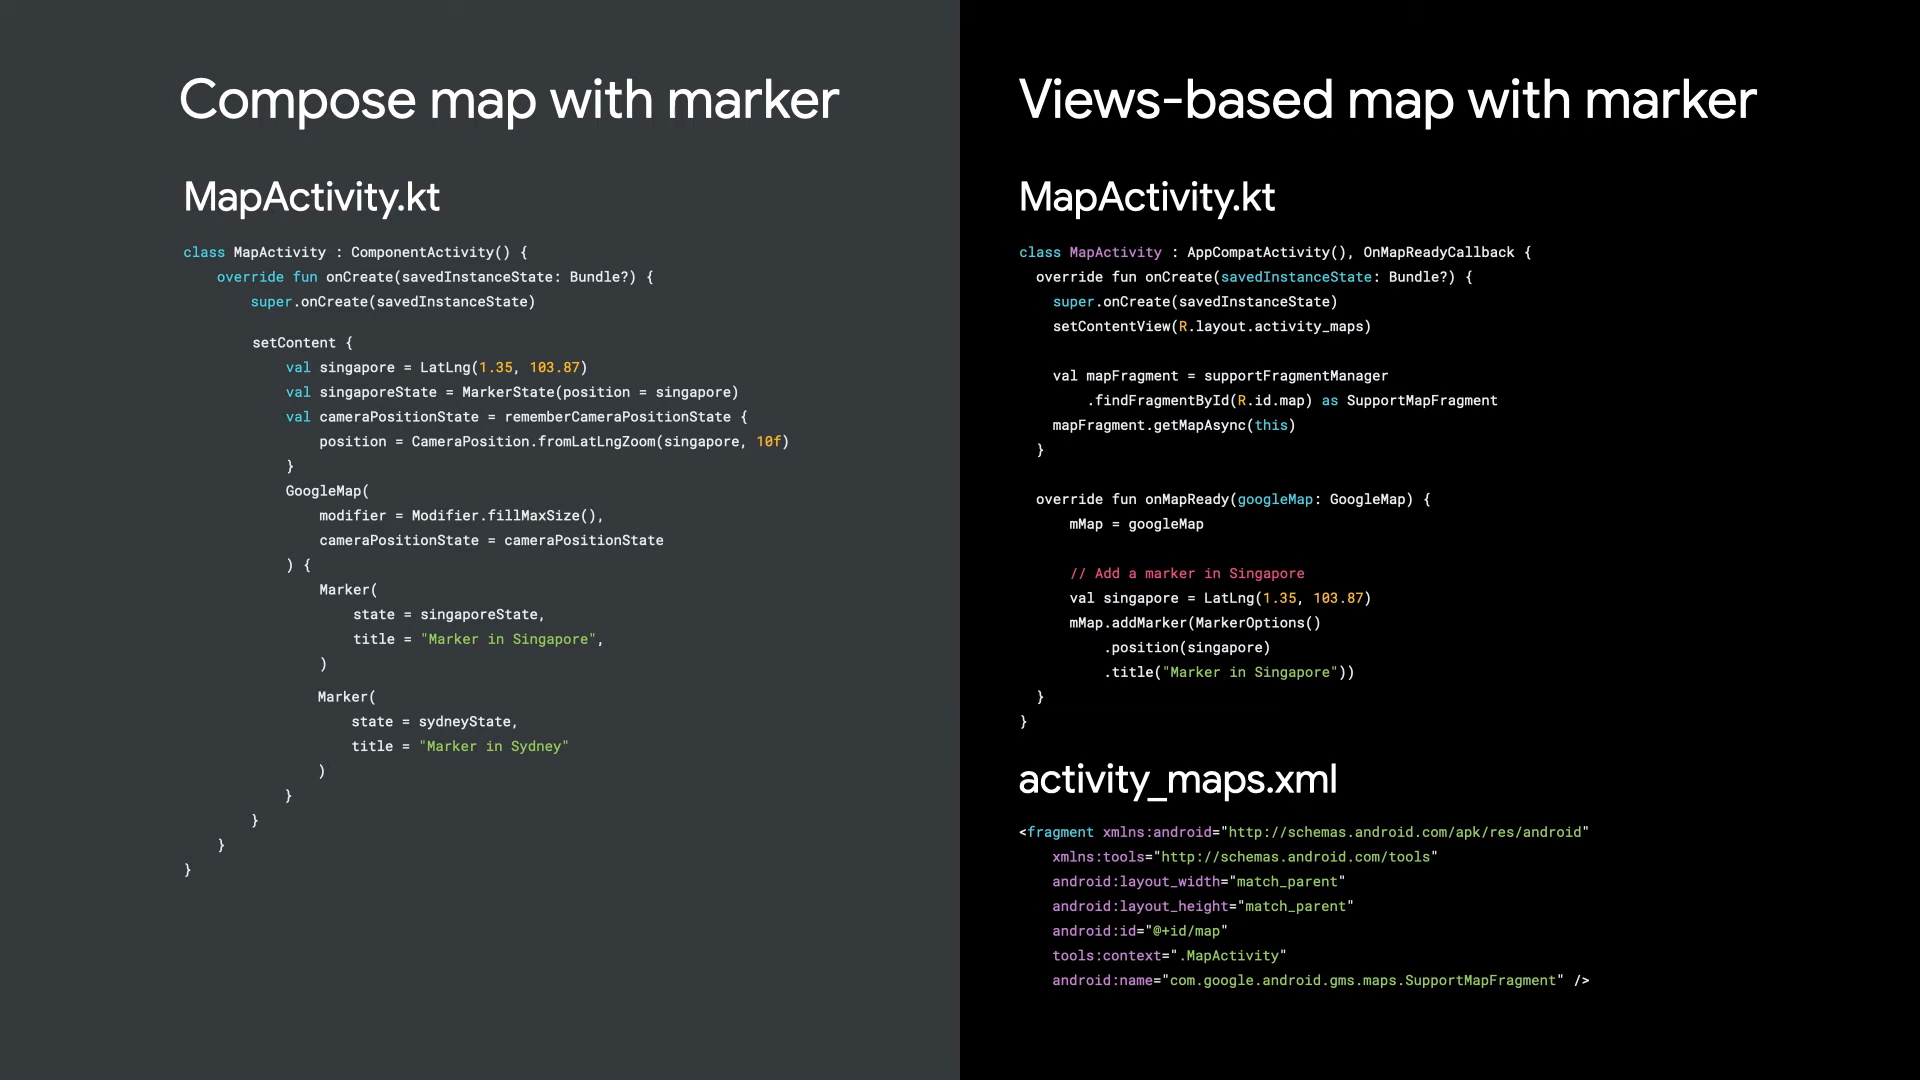 Compose map with marker
MapActivity.kt
class MapActivity : ComponentActivity() {
    override fun onCreate(savedInstanceState: Bundle?) {
        super.onCreate(savedInstanceState)
        setContent {
            val singapore = LatLng(1.35, 103.87)
            val singaporeState = MarkerState(position = singapore)
            val cameraPositionState = rememberCameraPositionState {
                position = CameraPosition.fromLatLngZoom(singapore, 10f)
            }
            GoogleMap(
                modifier = Modifier.fillMaxSize(),
                cameraPositionState = cameraPositionState
            ) {
                Marker(
                    state = singaporeState,
                    title = "Marker in Singapore",
                )
                Marker(
                    state = sydneyState,
                    title = "Marker in Sydney"
                )
            }
        }
    }
}
Views-based map with marker
MapActivity.kt
class MapActivity : AppCompatActivity(), OnMapReadyCallback {
  override fun onCreate(savedInstanceState: Bundle?) {
    super.onCreate(savedInstanceState)
    setContentView(R.layout.activity_maps)
    val mapFragment = supportFragmentManager
        .findFragmentById(R.id.map) as SupportMapFragment
    mapFragment.getMapAsync(this)
  }
  override fun onMapReady(googleMap: GoogleMap) {
      mMap = googleMap
      // Add a marker in Singapore
      val singapore = LatLng(1.35, 103.87)
      mMap.addMarker(MarkerOptions()
          .position(singapore)
          .title("Marker in Singapore"))
  }
}
activity_maps.xml
<fragment xmlns:android="http://schemas.android.com/apk/res/android"
    xmlns:tools="http://schemas.android.com/tools"
    android:layout_width="match_parent"
    android:layout_height="match_parent"
    android:id="@+id/map"
    tools:context=".MapActivity"
    android:name="com.google.android.gms.maps.SupportMapFragment" />